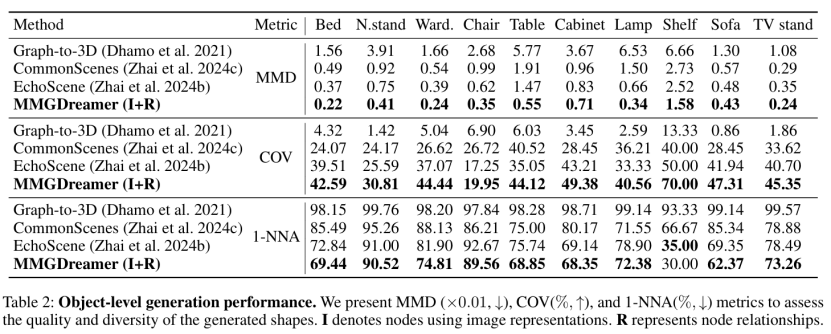 Method Metric Bed N.stand Ward. Chair Table Cabinet Lamp Shelf Sofa TV stand
Graph-to-3D (Dhamo et al. 2021) 1.56 3.91 1.66 2.68 5.77 3.67 6.53 6.66 1.30 1.08
CommonScenes (Zhai et al. 2024c) 0.49 0.92 0.54 0.99 1.91 0.96 1.50 2.73 0.57 0.29
MMD
EchoScene (Zhai et al. 2024b) 0.37 0.75 0.39 0.62 1.47 0.83 0.66 2.52 0.48 0.35
MMGDreamer (I+R) 0.22 0.41 0.24 0.35 0.55 0.71 0.34 1.58 0.43 0.24
Graph-to-3D (Dhamo et al. 2021) 4.32 1.42 5.04 6.90 6.03 3.45 2.59 13.33 0.86 1.86
CommonScenes (Zhai et al. 2024c) 24.07 24.17 26.62 26.72 40.52 28.45 36.21 40.00 28.45 33.62
COV
EchoScene (Zhai et al. 2024b) 39.51 25.59 37.07 17.25 35.05 43.21 33.33 50.00 41.94 40.70
MMGDreamer (I+R) 42.59 30.81 44.44 19.95 44.12 49.38 40.56 70.00 47.31 45.35
Graph-to-3D (Dhamo et al. 2021) 98.15 99.76 98.20 97.84 98.28 98.71 99.14 93.33 99.14 99.57
CommonScenes (Zhai et al. 2024c) 85.49 95.26 88.13 86.21 75.00 80.17 71.55 66.67 85.34 78.88
1-NNA
EchoScene (Zhai et al. 2024b) 72.84 91.00 81.90 92.67 75.74 69.14 78.90 35.00 69.35 78.49
MMGDreamer (I+R) 69.44 90.52 74.81 89.56 68.85 68.35 72.38 30.00 62.37 73.26
Table 2: Object-level generation performance. We present MMD (×0.01, ↓), COV(%, ↑), and 1-NNA(%, ↓) metrics to assess
the quality and diversity of the generated shapes. I denotes nodes using image representations. R represents node relationships.